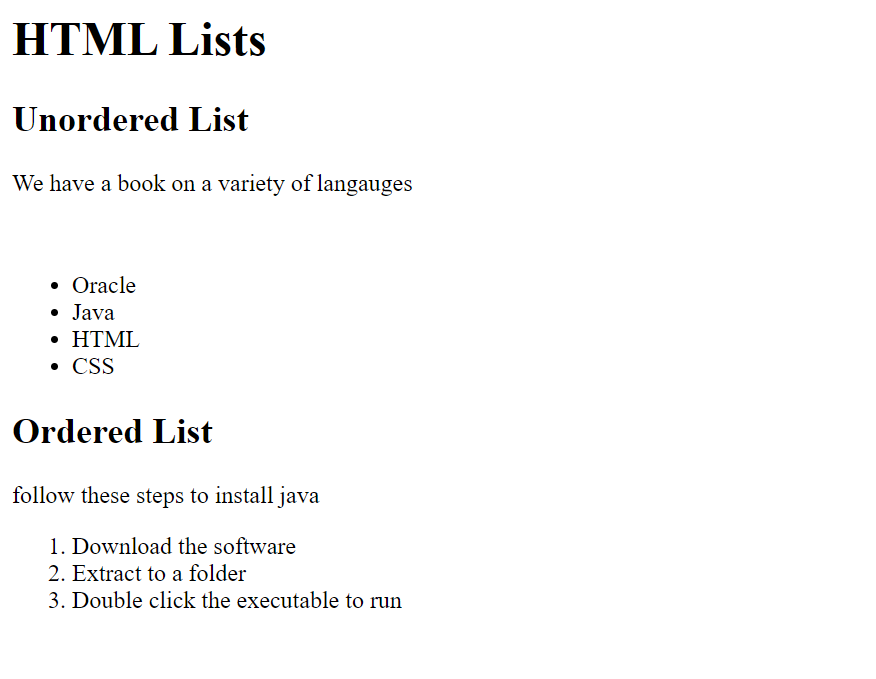 HTML Lists
Unordered List
We have a book on a variety of langauges
• Oracle
• Java
• HTML
• CSS
Ordered List
follow these steps to install java
1. Download the software
2. Extract to a folder
3. Double click the executable to run